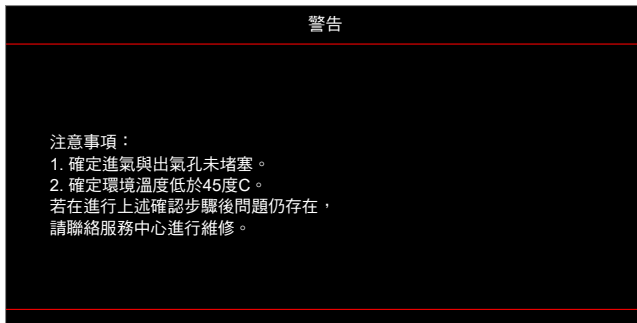 警告
注意事項：
1. 確定進氣與出氣孔未堵塞。
2. 確定環境溫度低於45度C。
若在進行上述確認步驟後問題仍存在，
請聯絡服務中心進行維修。